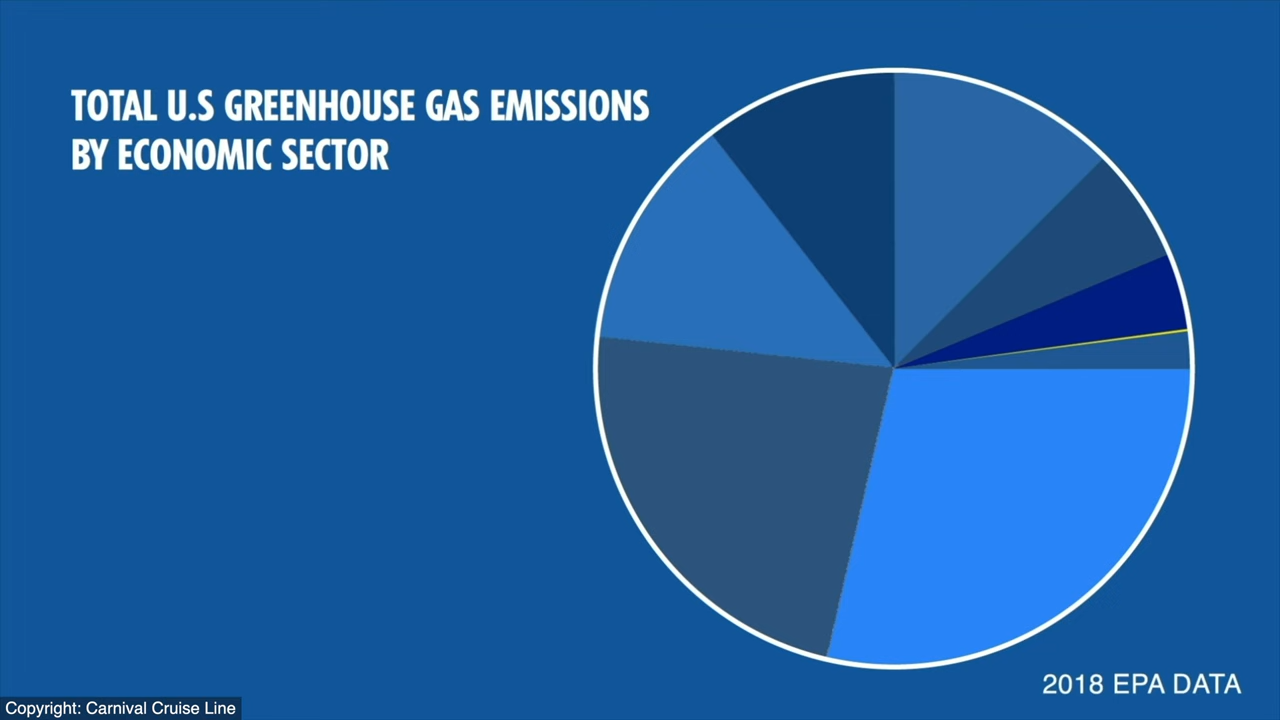 TOTAL U.S GREENHOUSE GAS EMISSIONS
BY ECONOMIC SECTOR
2018 EPA DATA
Copyright: Carnival Cruise Line